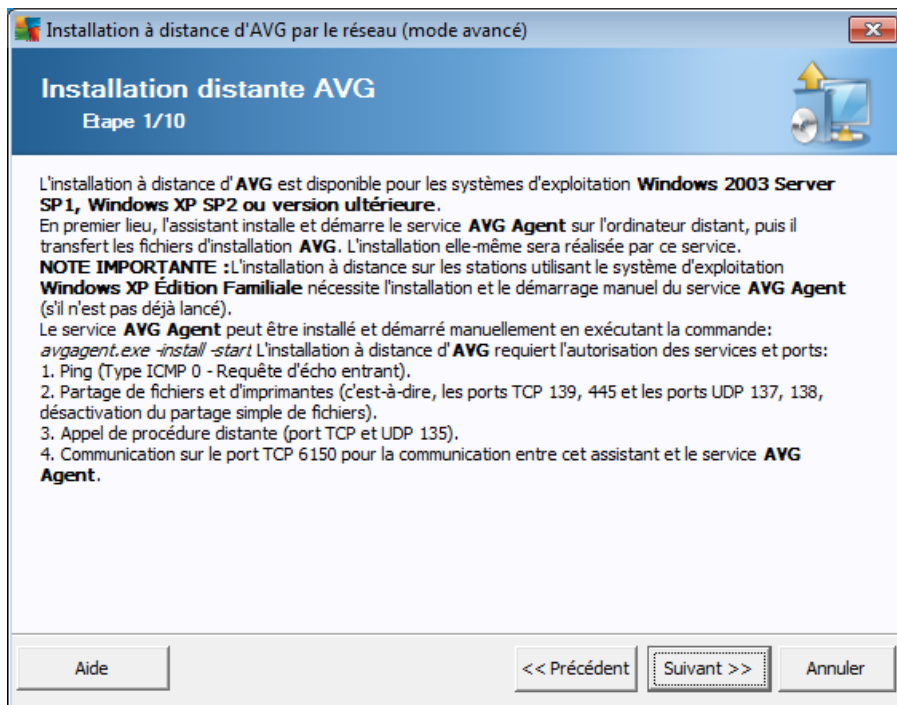 Installation à distance d'AVG par le réseau (mode avancé)
Installation distante AVG
Etape 1/10
L'installation à distance d'AVG est disponible pour les systèmes d'exploitation Windows 2003 Server
SP1, Windows XP SP2 ou version ultérieure.
En premier lieu, l'assistant installe et démarre le service AVG Agent sur l'ordinateur distant, puis il
transfert les fichiers d'installation AVG. L'installation elle-même sera réalisée par ce service.
NOTE IMPORTANTE :L'installation à distance sur les stations utilisant le système d'exploitation
Windows XP Édition Familiale nécessite l'installation et le démarrage manuel du service AVG Agent
(s'il n'est pas déjà lancé).
Le service AVG Agent peut être installé et démarré manuellement en exécutant la commande:
avgagent.exe -install -start L'installation à distance d'AVG requiert l'autorisation des services et ports:
1. Ping (Type ICMP 0 - Requête d'écho entrant).
2. Partage de fichiers et d'imprimantes (c'est-à-dire, les ports TCP 139, 445 et les ports UDP 137, 138,
désactivation du partage simple de fichiers).
3. Appel de procédure distante (port TCP et UDP 135).
4. Communication sur le port TCP 6150 pour la communication entre cet assistant et le service AVG
Agent.
Aide
<< Précédent
Suivant >>
Annuler